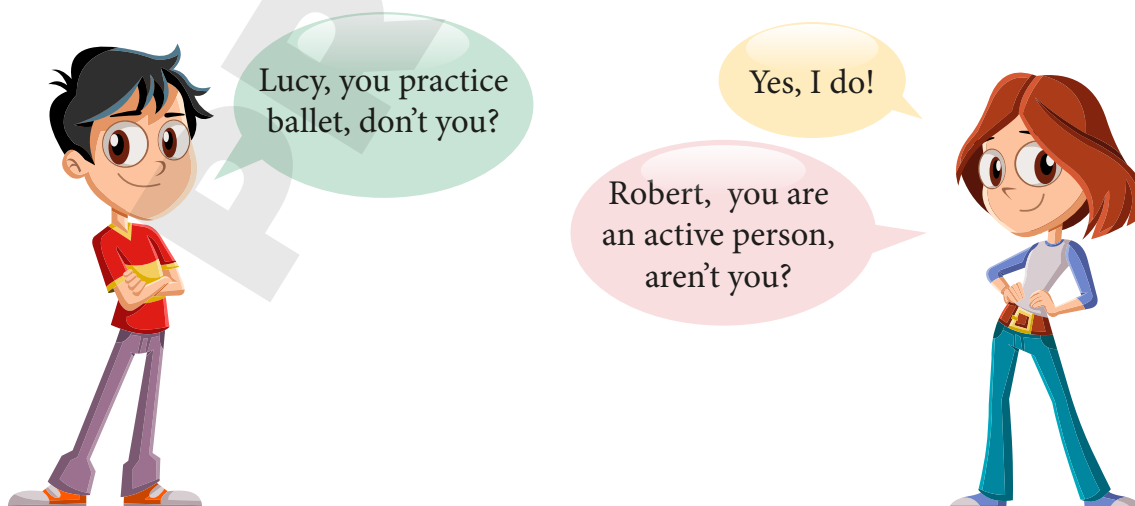 Lucy, you practice
ballet, don't you?
Yes, I do!
Robert, you are
an active person,
aren't you?